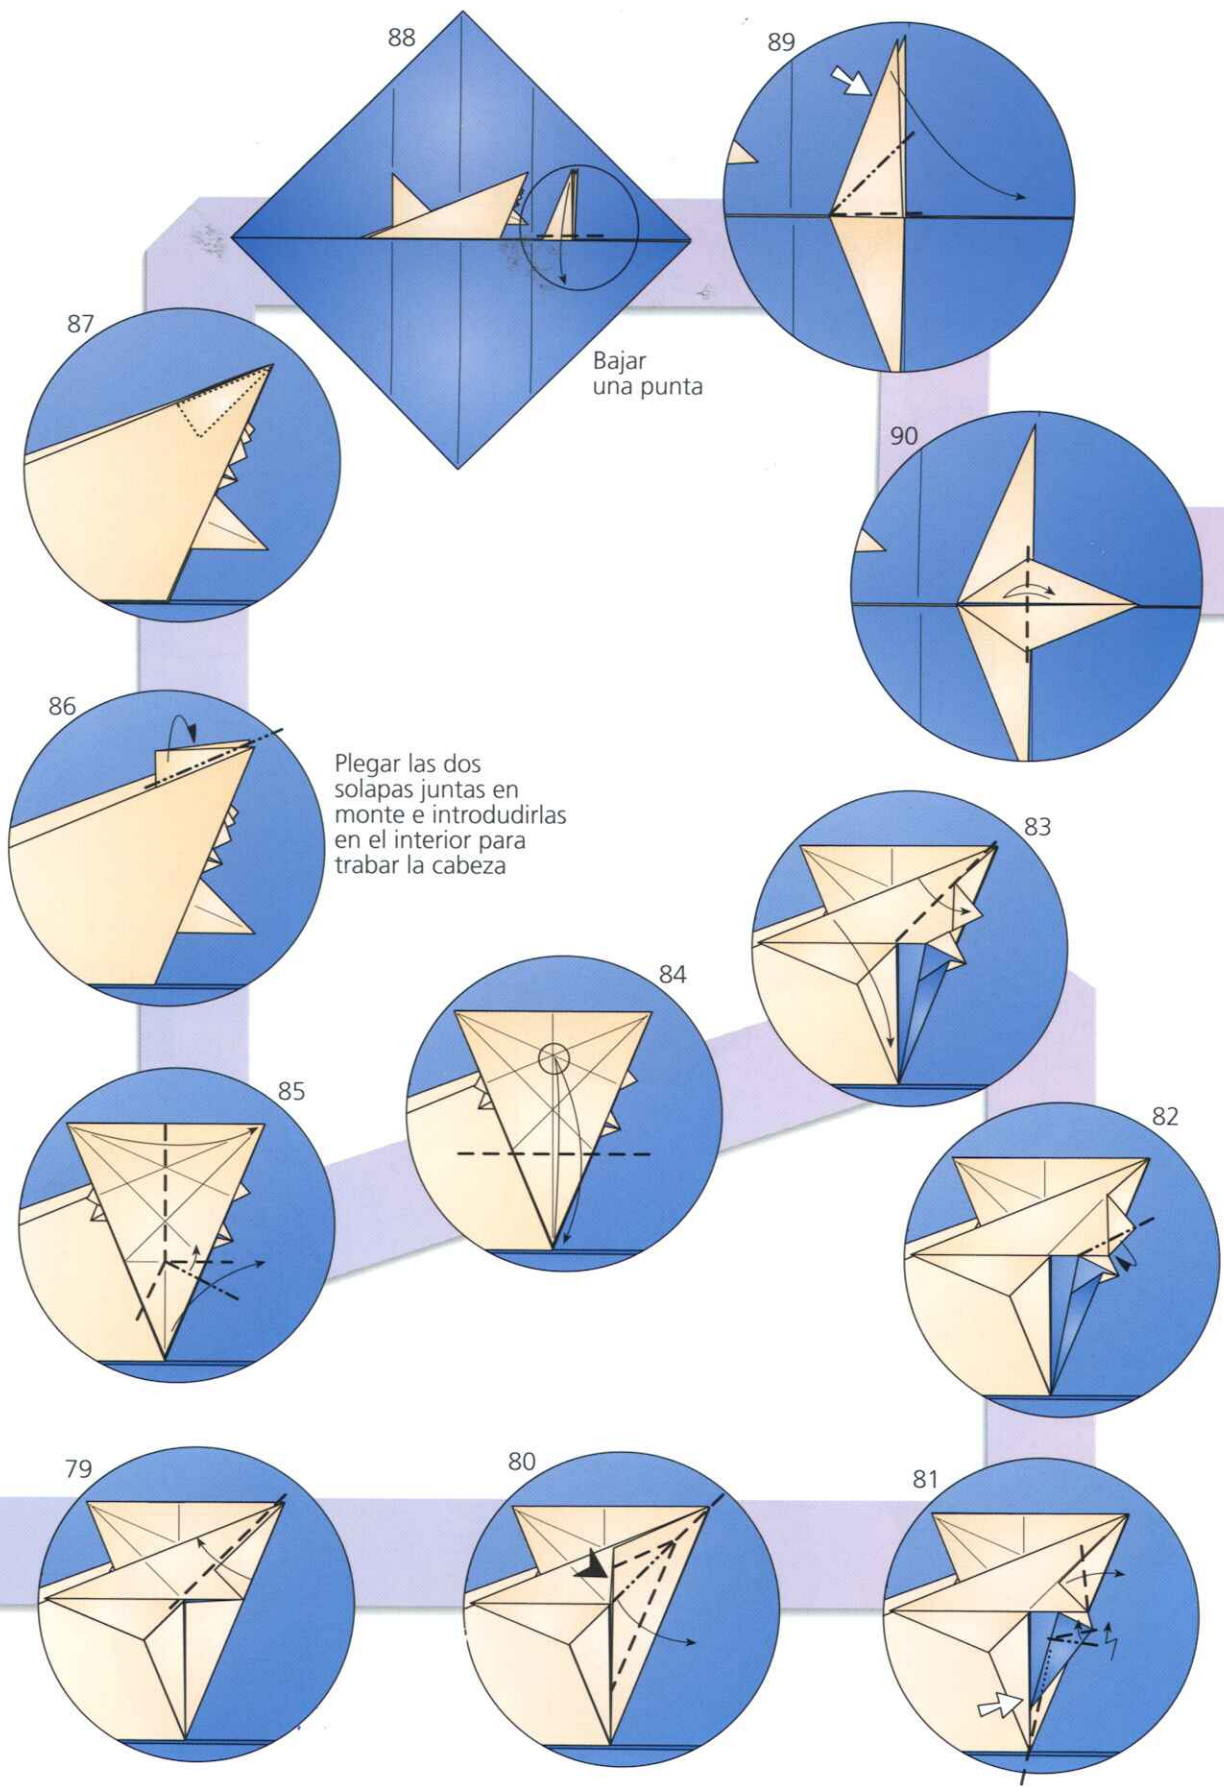 88
89
Bajar
una punta
87
90
86
Plegar las dos
solapas juntas en
monte e introdudirlas
en el interior para
trabar la cabeza
83
84
85
82
79
80
81